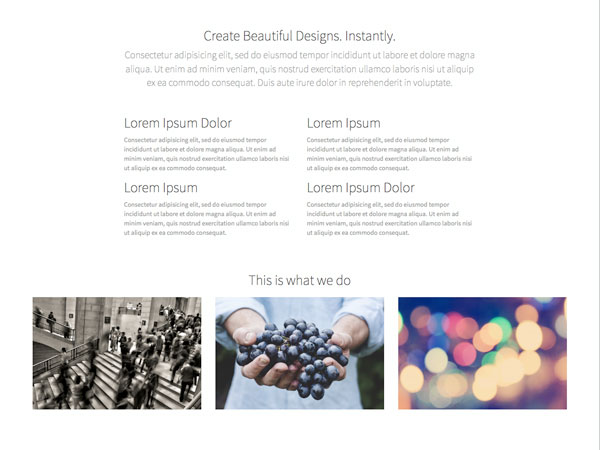 Create Beautiful Designs. Instantly.
Consectetur adipisicing elit, sed do eiusmod tempor incididunt ut labore et dolore magna
aliqua. Ut enim ad minim veniam, quis nostrud exercitation ullamco laboris nisi ut aliquip
ex ea commodo consequat. Duis aute irure dolor in reprehenderit in voluptate.
Lorem Ipsum Dolor
Consectetur adipisicing elit, sed do eiusmod tempor
incididunt ut labore et dolore magna aliqua. Ut enim ad
minim veniam, quis nostrud exercitation ullamco laboris nisi
ut aliquip ex ea commodo consequat.
Lorem Ipsum
Consectetur adipisicing elit, sed do eiusmod tempor
incididunt ut labore et dolore magna aliqua. Ut enim ad
minim veniam, quis nostrud exercitation ullamco laboris nisi
ut aliquip ex ea commodo consequat.
Lorem Ipsum
Consectetur adipisicing elit, sed do eiusmod tempor
incididunt ut labore et dolore magna aliqua. Ut enim ad
minim veniam, quis nostrud exercitation ullamco laboris nisi
ut aliquip ex ea commodo consequat.
Lorem Ipsum Dolor
Consectetur adipisicing elit, sed do eiusmod tempor
incididunt ut labore et dolore magna aliqua. Ut enim ad
minim veniam, quis nostrud exercitation ullamco laboris nisi
ut aliquip ex ea commodo consequat.
This is what we do